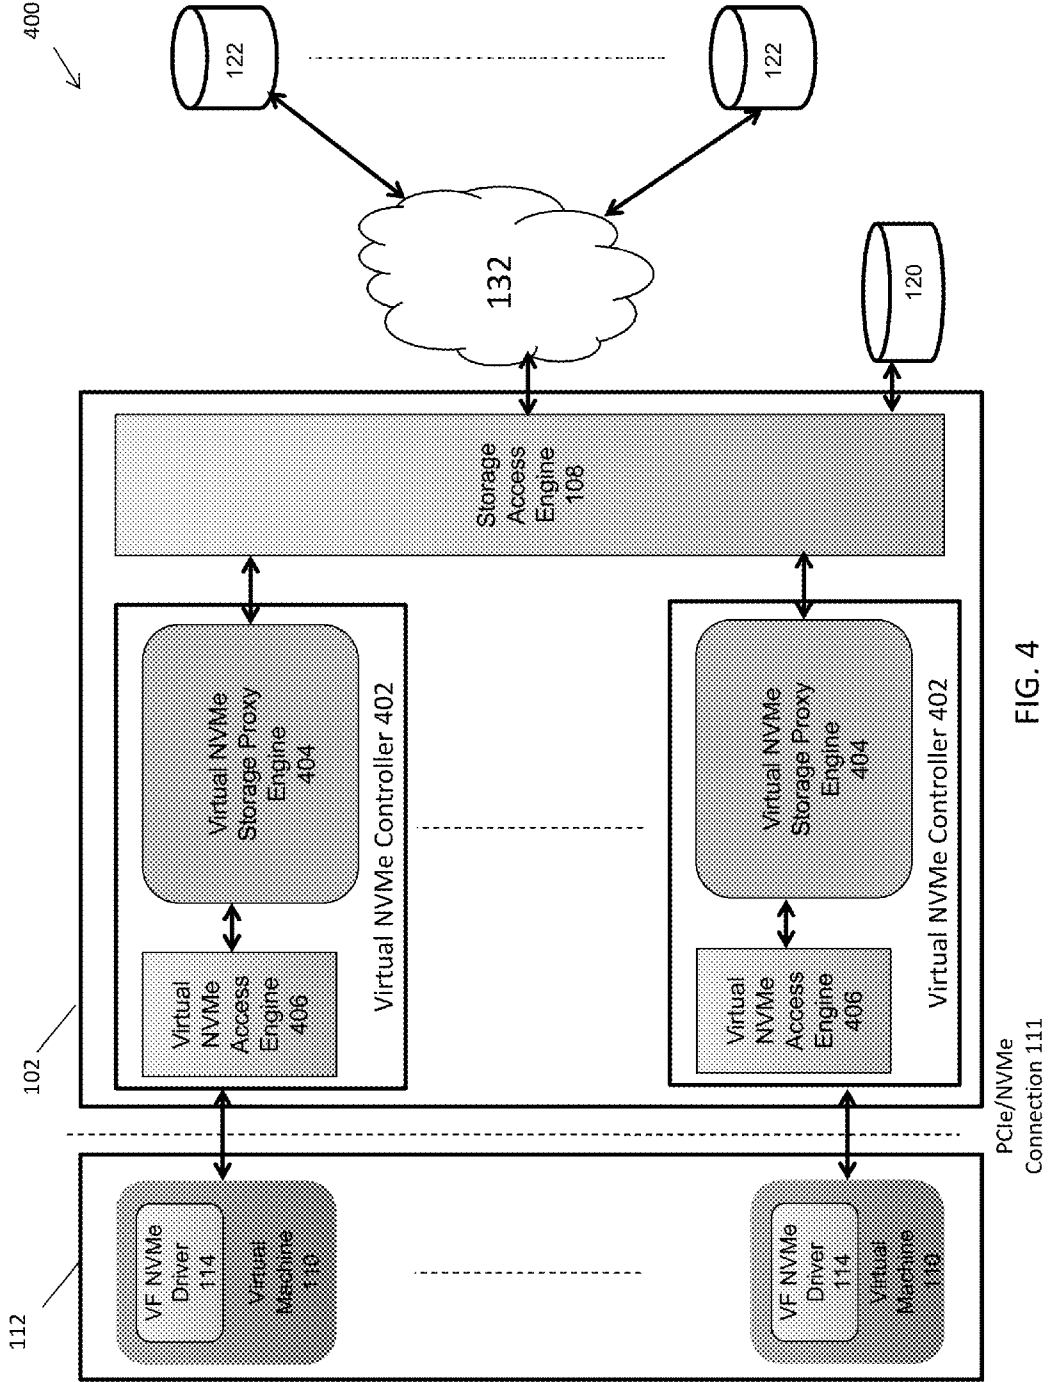 400
122
122
132
120
Storage
Access
Engine
108
Virtual NVMe
Storage Proxy
Engine
404
Virtual
NVMe
Access
Engine
406
Virtual NVMe Controller 402
Virtual NVMe
Storage Proxy
Engine
404
Virtual
NVMe
Access
Engine
406
Virtual NVMe Controller 402
102
PCIe/NVMe
Connection 111
112
VF NVMe
Driver
114
Virtual
Machine
110
VF NVMe
Driver
114
Virtual
Machine
110
FIG. 4